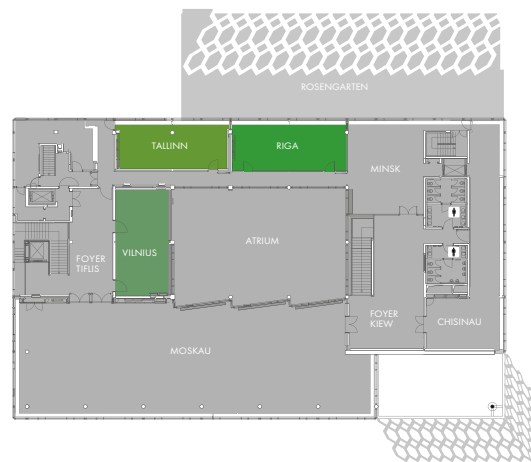 ROSENGARTEN
TALLINN
RIGA
MINSK
VILNIUS
ATRIUM
FOYER
TIFLIS
FOYER
KIEW
CHISINAU
MOSKAU